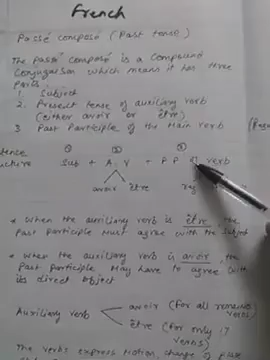 French
Passé composé (Past tense)
The Passé composé is a Compound
Conjugation which means it has three
parts.
1. Subject
2. Present tense of auxiliary verb
(either avoir or être)
3. Past Participle of the Main verb
① ② ③
Sub + A.V + P P verb
avoir être
* When the auxiliary verb is être, the
Past Participle must agree with the subject
* When the auxiliary verb is avoir, the
Past Participle may have to agree with
its direct object
avoir (for all
Auxiliary verb
être (for only 17
verbs)
The verbs express motion, change of place